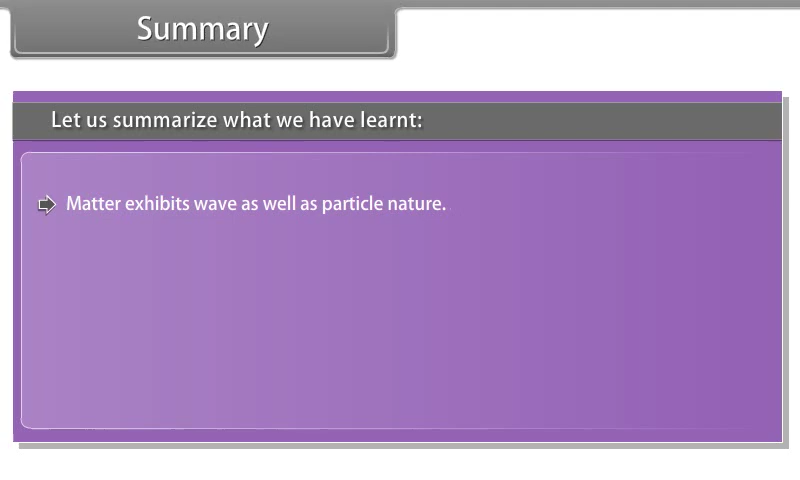 Summary
Let us summarize what we have learnt:
Matter exhibits wave as well as particle nature.